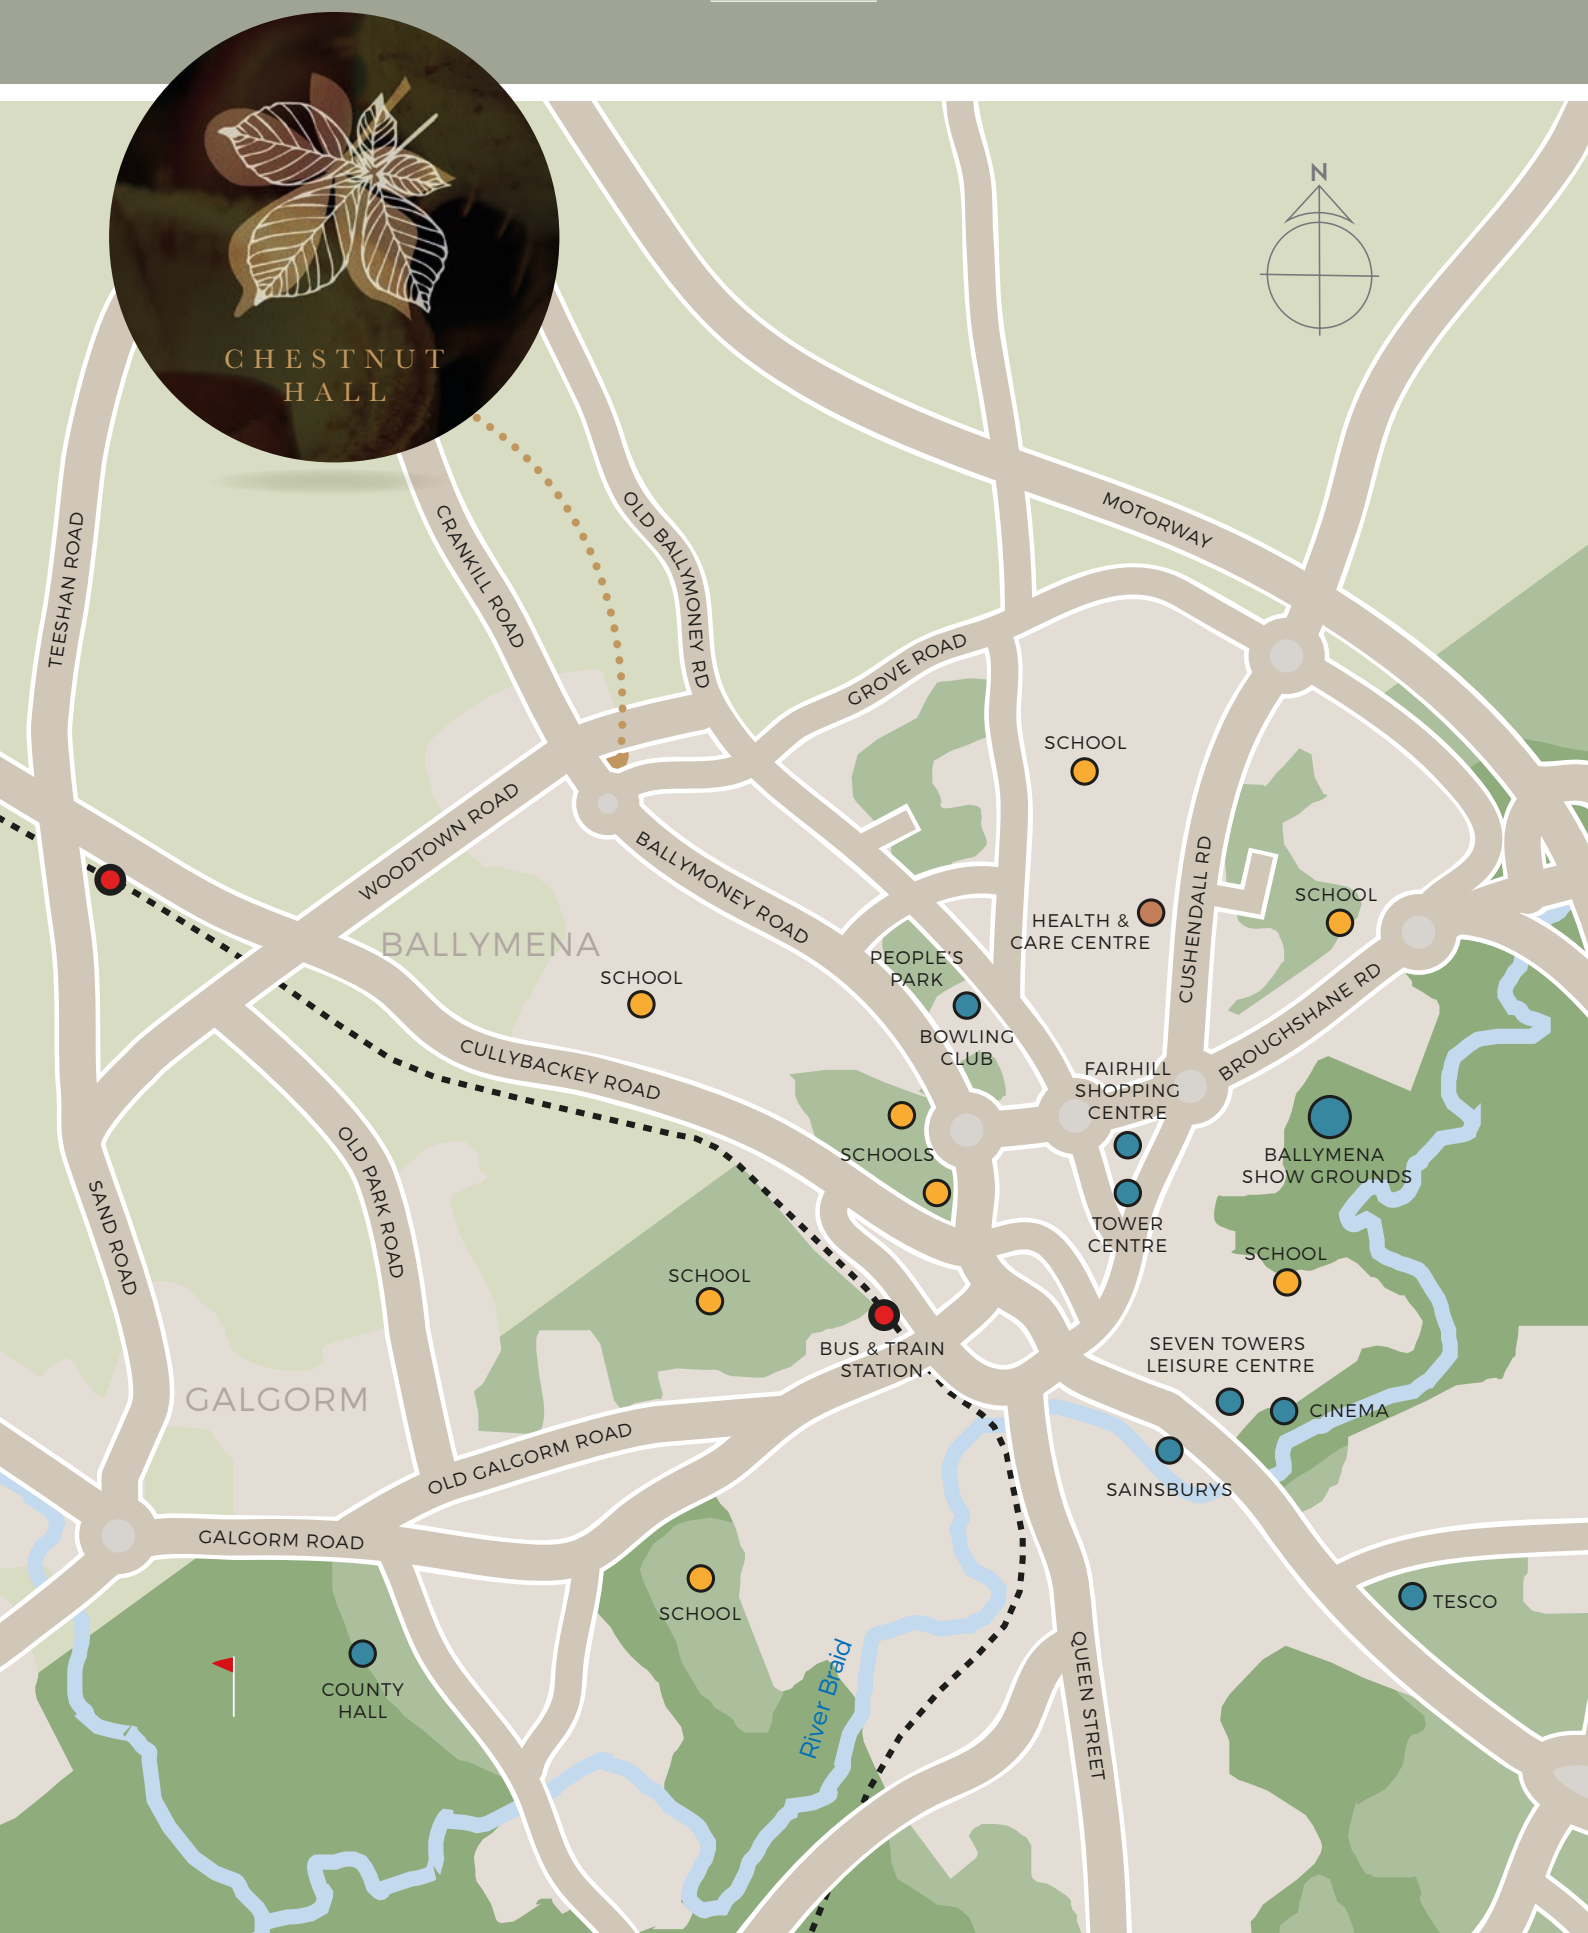 CHESTNUT
HALL
N
MOTORWAY
TEESHAN ROAD
CRANKILL ROAD
OLD BALLYMONEY RD
GROVE ROAD
SCHOOL
WOODTOWN ROAD
BALLYMONEY ROAD
CUSHENDALL RD
SCHOOL
HEALTH &
CARE CENTRE
BALLYMENA
SCHOOL
PEOPLE'S
PARK
BOWLING
CLUB
BROUGHSHANE RD
CULLYBACKEY ROAD
FAIRHILL
SHOPPING
CENTRE
SCHOOLS
BALLYMENA
SHOW GROUNDS
TOWER
CENTRE
OLD PARK ROAD
SAND ROAD
SCHOOL
SCHOOL
BUS & TRAIN
STATION
SEVEN TOWERS
LEISURE CENTRE
GALGORM
CINEMA
OLD GALGORM ROAD
SAINSBURYS
GALGORM ROAD
SCHOOL
TESCO
COUNTY
HALL
River Braid
QUEEN STREET